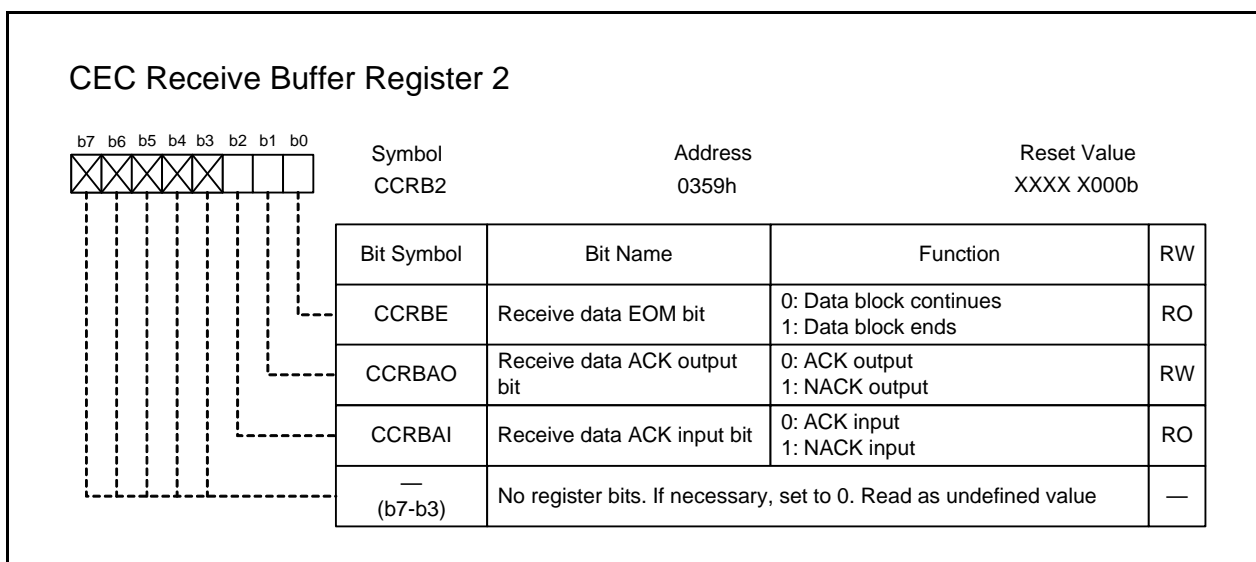 CEC Receive Buffer Register 2
b7 b6 b5 b4 b3 b2 b1 b0
Symbol Address Reset Value
CCRB2 0359h XXXX X000b
Bit Symbol Bit Name Function RW
CCRBE Receive data EOM bit 0: Data block continues
1: Data block ends RO
CCRBAO Receive data ACK output
bit 0: ACK output
1: NACK output RW
CCRBAI Receive data ACK input bit 0: ACK input
1: NACK input RO
—
(b7-b3) No register bits. If necessary, set to 0. Read as undefined value —